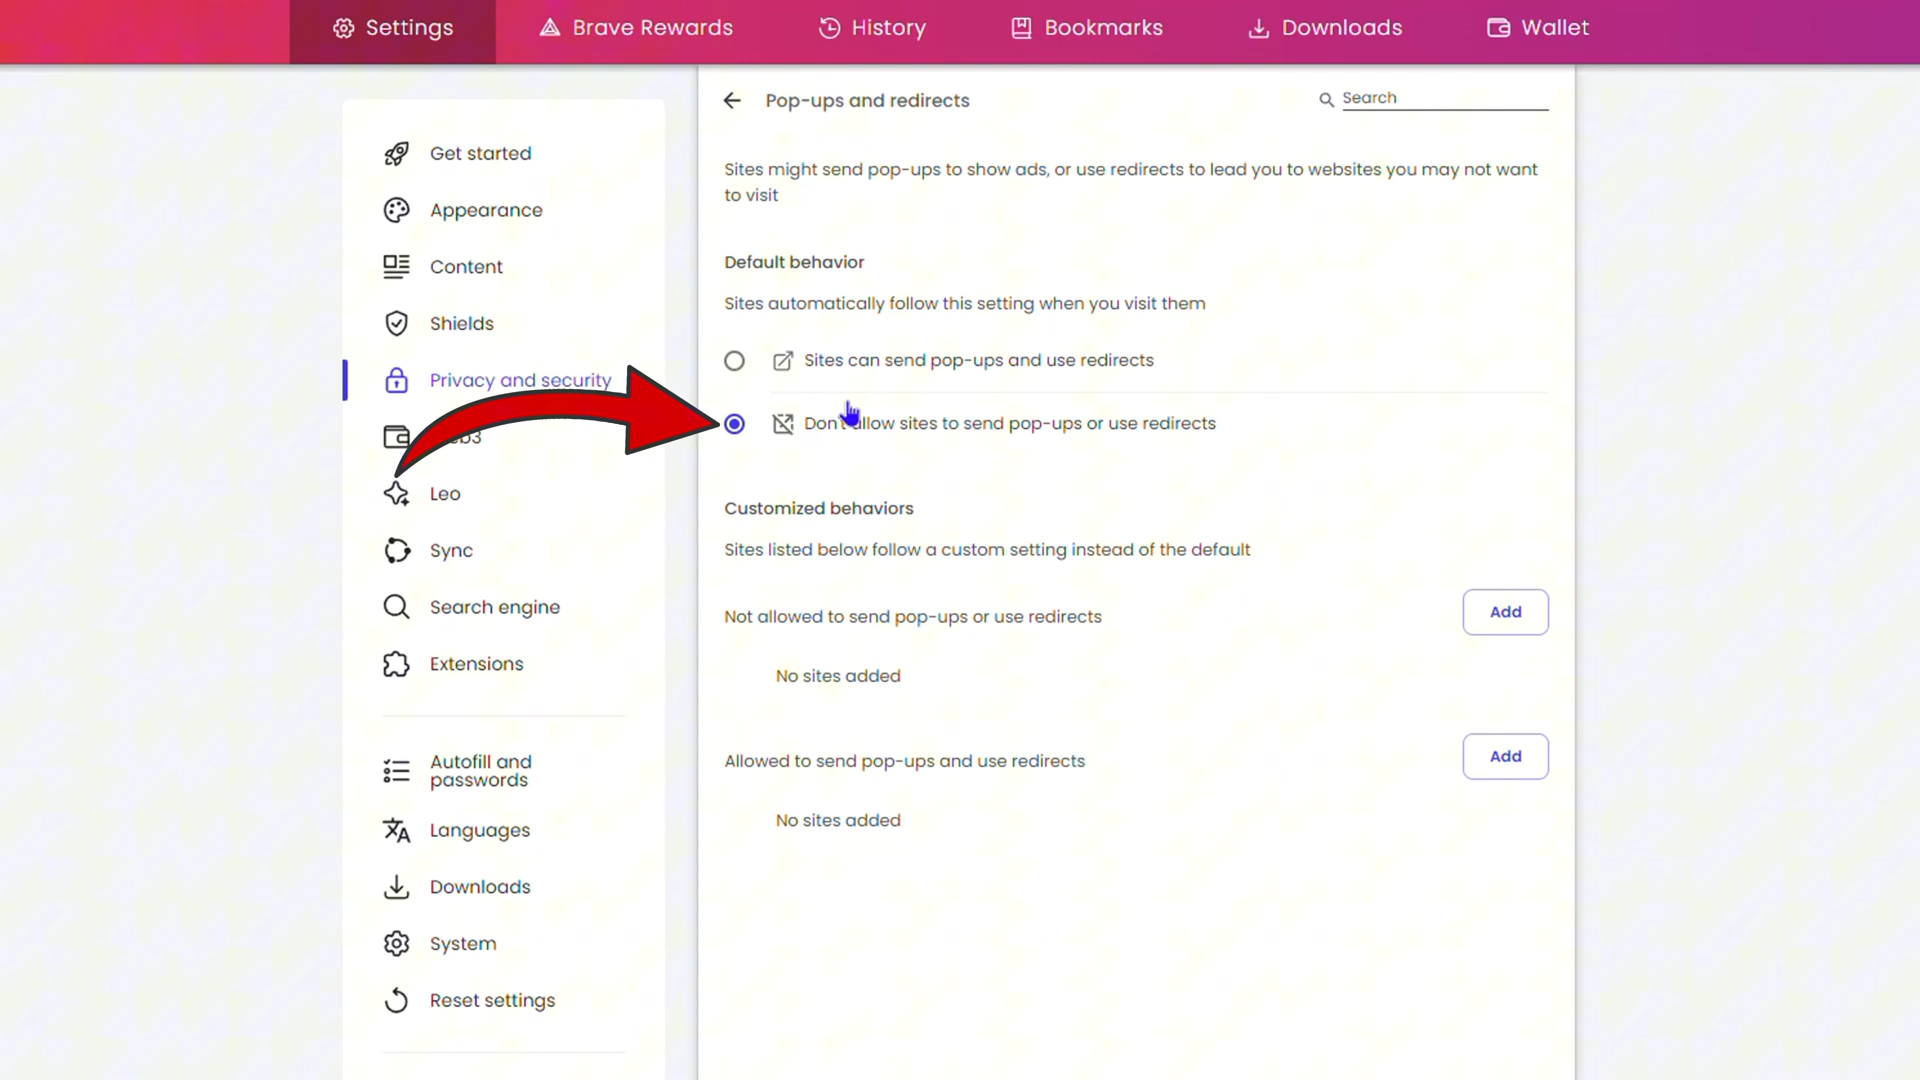 Settings
Brave Rewards
History
Bookmarks
Downloads
Wallet
Get started
Appearance
Content
Shields
Privacy and security
Leo
Sync
Search engine
Extensions
Autofill and
passwords
Languages
Downloads
System
Reset settings
Pop-ups and redirects
Search
Sites might send pop-ups to show ads, or use redirects to lead you to websites you may not want
to visit
Default behavior
Sites automatically follow this setting when you visit them
Sites can send pop-ups and use redirects
Don't allow sites to send pop-ups or use redirects
Customized behaviors
Sites listed below follow a custom setting instead of the default
Not allowed to send pop-ups or use redirects
Add
No sites added
Allowed to send pop-ups and use redirects
Add
No sites added